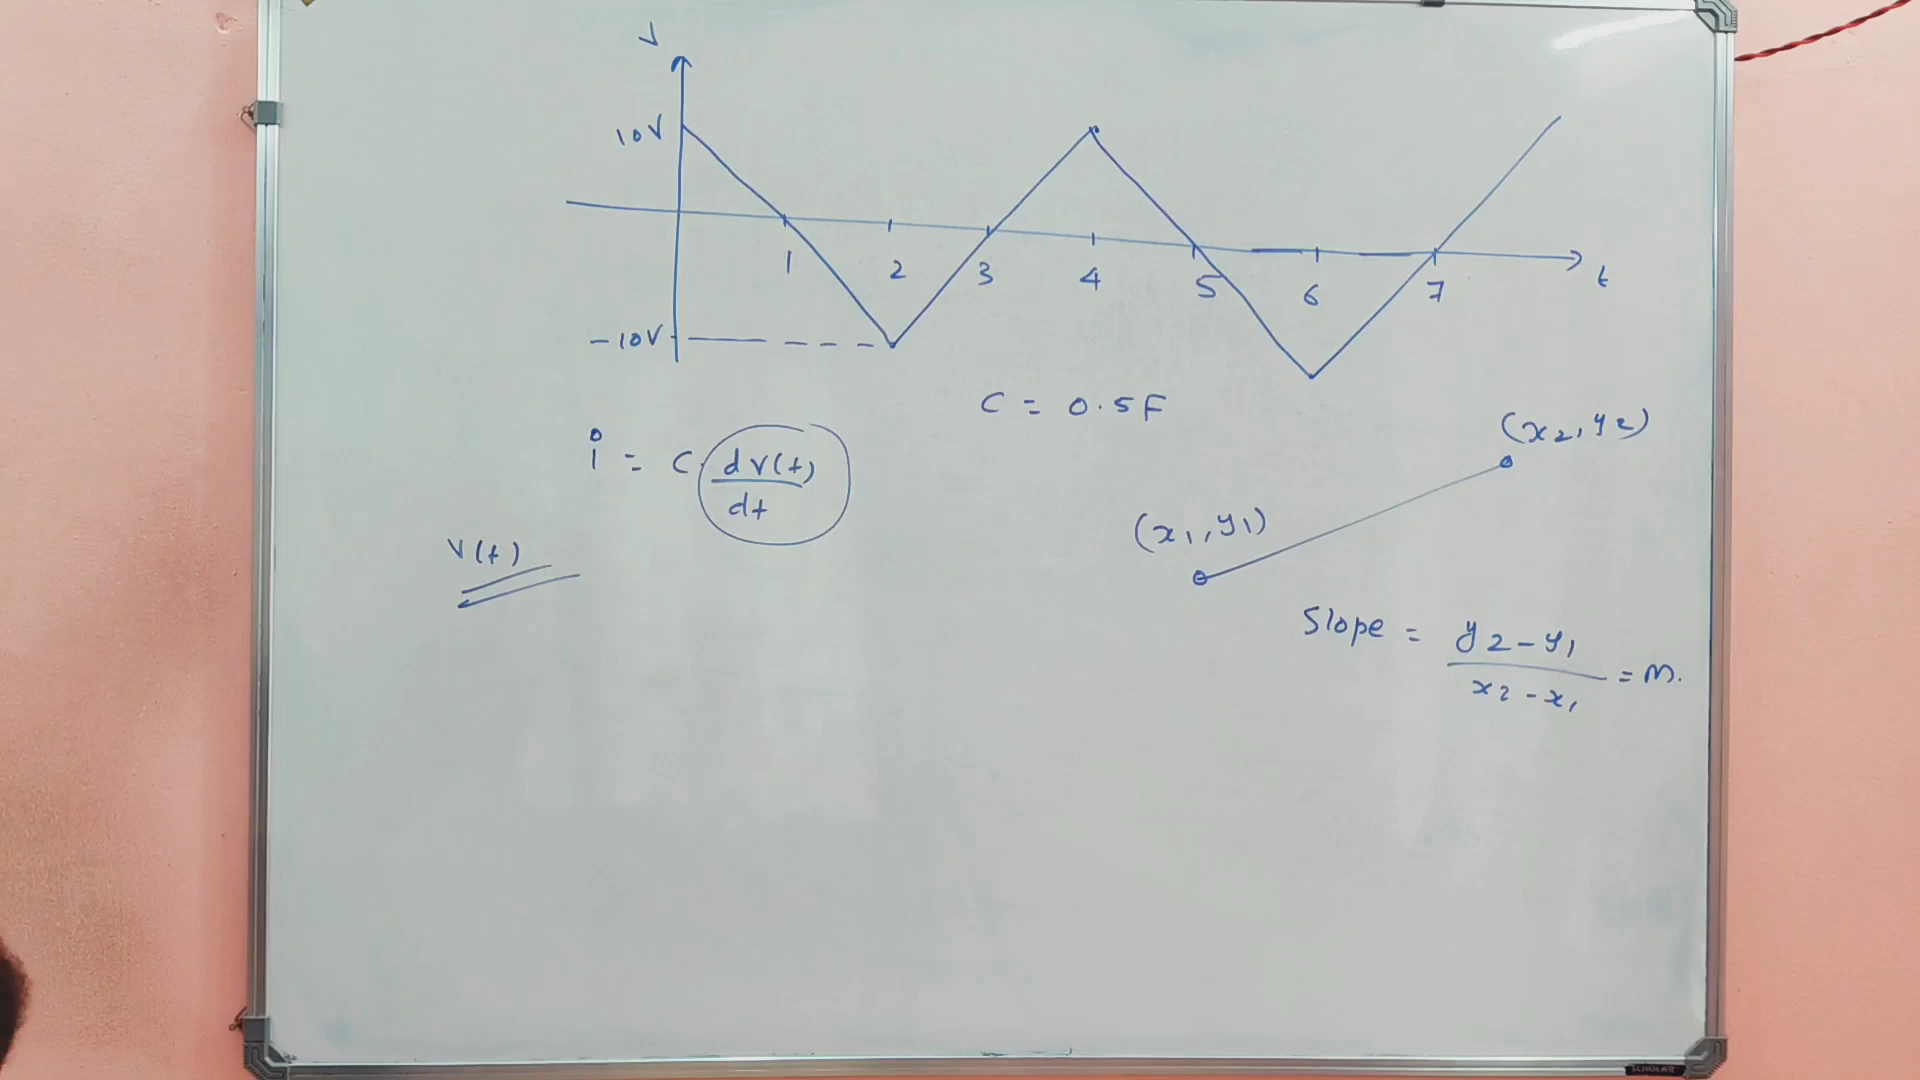 V
10V
1 2 3 4 5 6 7 t
-10V
C = 0.5F
i = C. dV(t)/dt
(x2, y2)
V(t)
(x1, y1)
Slope = y2-y1/x2-x1 = m.
SCHOLAR